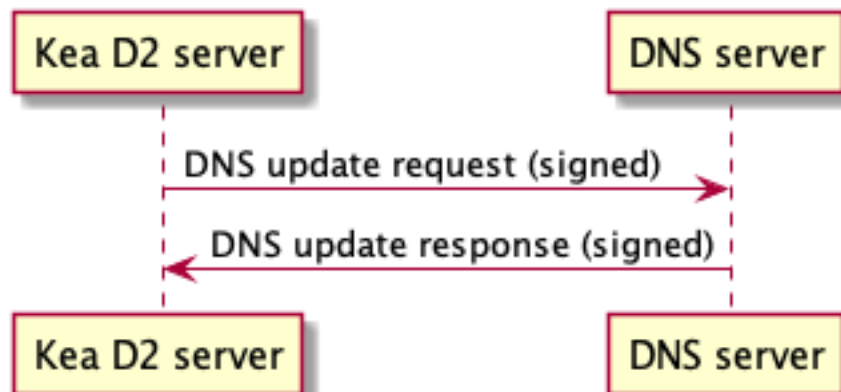 Kea D2 server
DNS server
DNS update request (signed)
DNS update response (signed)
Kea D2 server
DNS server